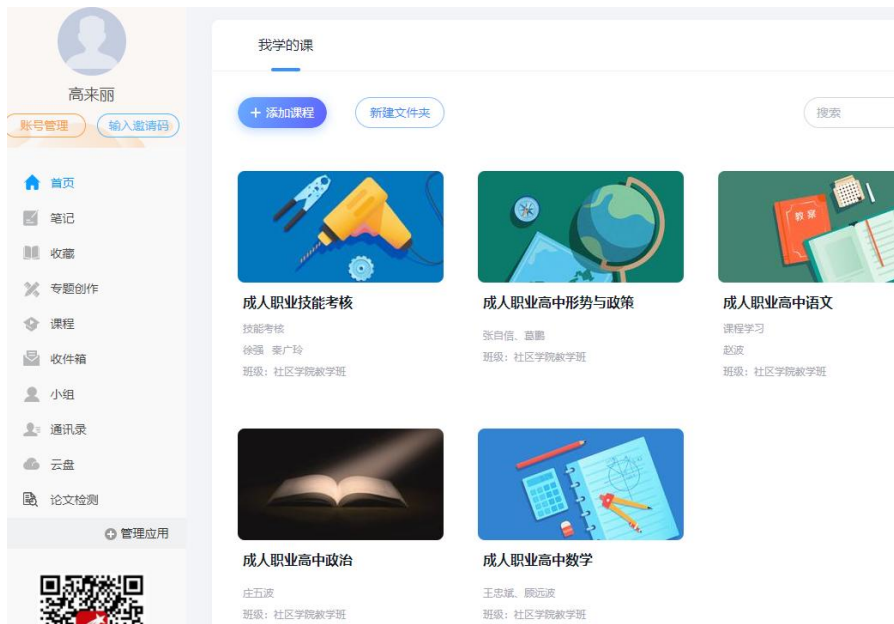 我学的课
高来丽
账号管理 输入邀请码
+ 添加课程 新建文件夹 搜索
首页
笔记
收藏
专题创作
课程
收件箱
小组
通讯录
云盘
论文检测
管理应用
教案
成人职业技能考核
技能考核
徐强 秦广玲
班级：社区学院教学班
成人职业高中形势与政策
张自信、葛鹏
班级：社区学院教学班
成人职业高中语文
课程学习
赵波
班级：社区学院教学班
成人职业高中政治
庄五波
班级：社区学院教学班
成人职业高中数学
王忠斌、顾远波
班级：社区学院教学班